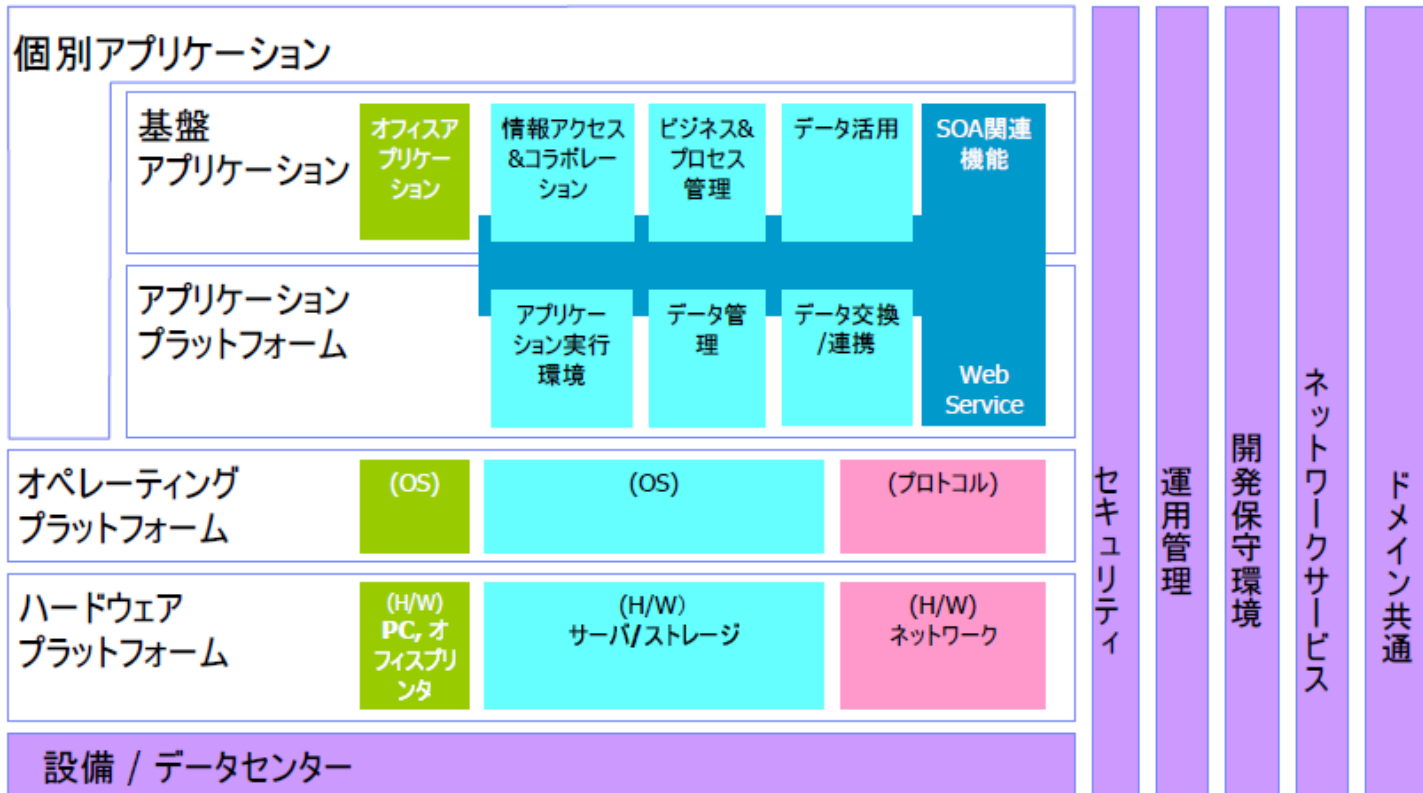 個別アプリケーション
基盤
アプリケーション
オフィスア
プリケー
ション
情報アクセス
&コラボレー
ション
ビジネス&
プロセス
管理
データ活用
SOA関連
機能
アプリケーション
プラットフォーム
アプリケー
ション実行
環境
データ管
理
データ交換
/連携
Web
Service
オペレーティング
プラットフォーム
(OS)
(OS)
(プロトコル)
ハードウェア
プラットフォーム
(H/W)
PC, オ
フィスプリ
ンタ
(H/W)
サーバ/ストレージ
(H/W)
ネットワーク
設備 / データセンター
セキュリティ
運用管理
開発保守環境
ネットワークサービス
ドメイン共通